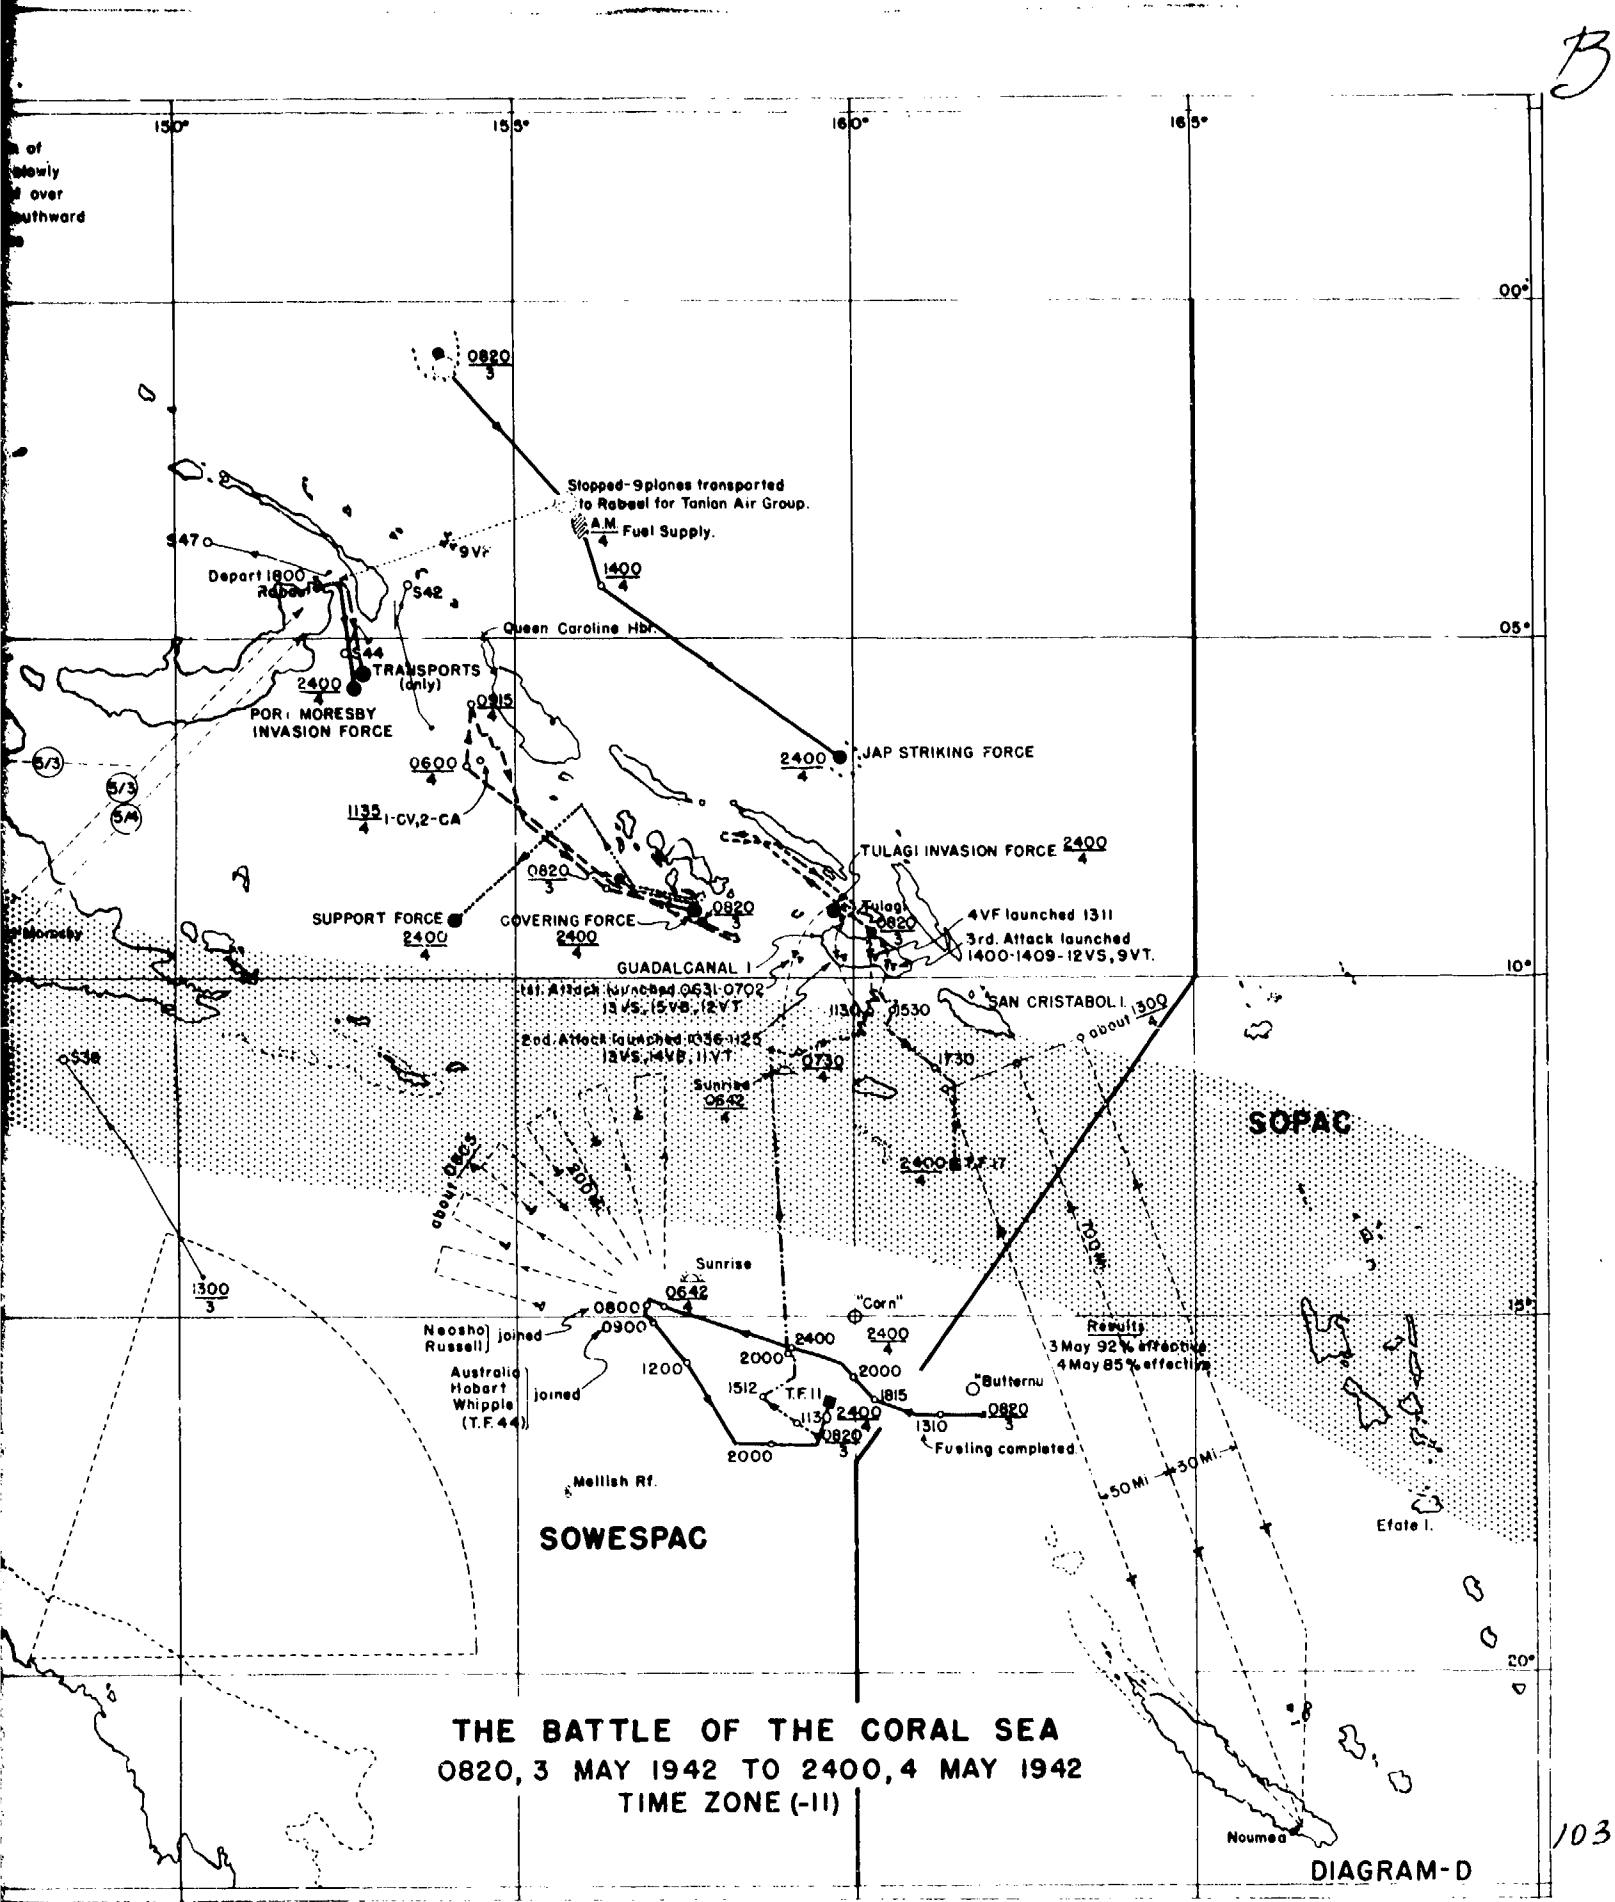 B
150°
155°
160°
165°
of
slowly
over
southward
00°
0820
3
Stopped-9planes transported
to Rabaul for Tanian Air Group.
A.M.
4
Fuel Supply.
S47
9VF
1400
4
Depart 1800
Rabaul
S42
Queen Caroline Hbr.
05°
S44
TRANSPORTS
(only)
2400
4
0915
4
PORT MORESBY
INVASION FORCE
JAP STRIKING FORCE
2400
4
0600
4
5/3
5/3
5/4
1135
4
1-CV,2-CA
TULAGI INVASION FORCE
2400
4
0820
3
SUPPORT FORCE
2400
4
COVERING FORCE
2400
4
0820
3
Tulagi
0820
3
4VF launched 1311
3rd. Attack launched
1400-1409-12VS,9VT.
Moresby
GUADALCANAL I
10°
1st. Attack launched 0631-0702
13VS,15VB,12VT
SAN CRISTABOL I.
about 1300
4
1130
1530
2nd. Attack launched 1036-1125
13VS,14VB,11VT
S38
0730
4
1730
Sunrise
0642
4
SOPAC
about 0805
200Mi
2400
4
T.F.17
700Mi
Sunrise
1300
3
0642
4
0800
"Corn"
15°
0900
Neosho
Russell
joined
2400
2400
4
Results
3 May 92% effective
4 May 85% effective
2000
1200
2000
Australia
Hobart
Whipple
(T.F.44)
joined
1512
T.F.11
1815
"Butternu
1130
2400
4
0820
3
0820
3
1310
Fueling completed
2000
50Mi
30Mi.
Mellish Rf.
Efate I.
SOWESPAC
20°
THE BATTLE OF THE CORAL SEA
0820,3 MAY 1942 TO 2400,4 MAY 1942
TIME ZONE (-11)
Noumea
103
DIAGRAM-D